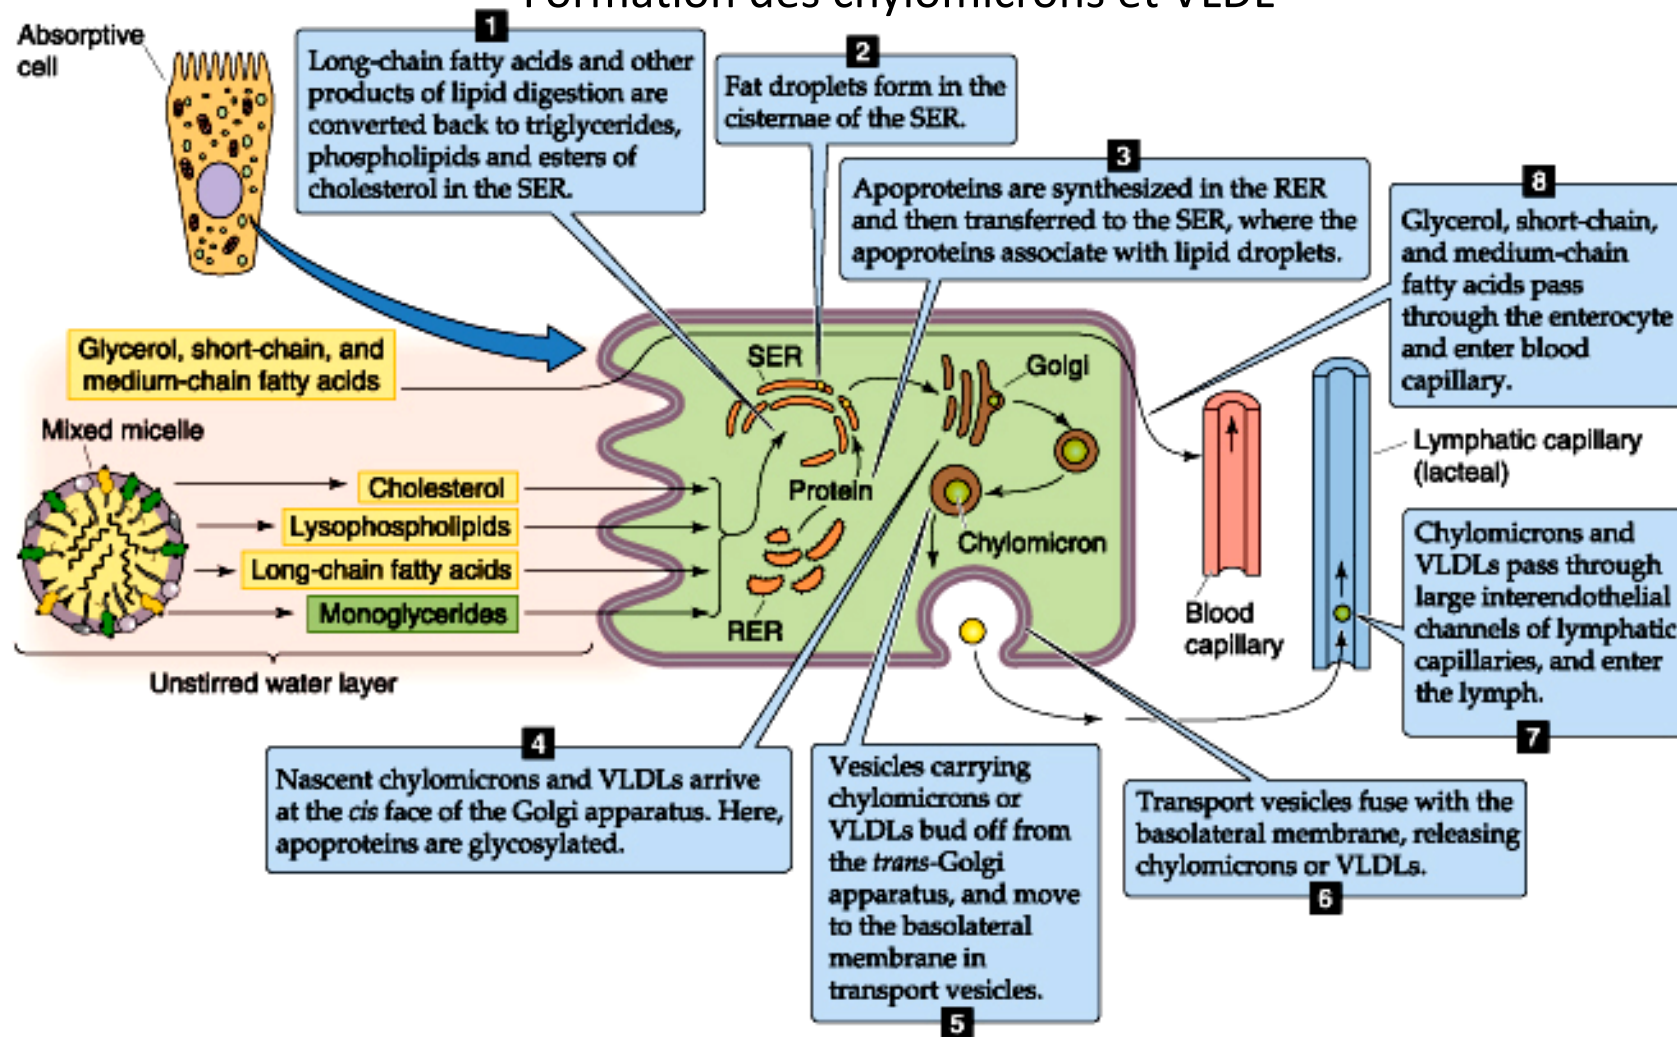 Formation des chylomicrons et VLDL
Absorptive
cell
1
Long-chain fatty acids and other
products of lipid digestion are
converted back to triglycerides,
phospholipids and esters of
cholesterol in the SER.
2
Fat droplets form in the
cisternae of the SER.
3
Apoproteins are synthesized in the RER
and then transferred to the SER, where the
apoproteins associate with lipid droplets.
8
Glycerol, short-chain,
and medium-chain
fatty acids pass
through the enterocyte
and enter blood
capillary.
Glycerol, short-chain, and
medium-chain fatty acids
Mixed micelle
Cholesterol
Lysophospholipids
Long-chain fatty acids
Monoglycerides
Unstirred water layer
SER
Golgi
Protein
Chylomicron
RER
Blood
capillary
Lymphatic capillary
(lacteal)
Chylomicrons and
VLDLs pass through
large interendothelial
channels of lymphatic
capillaries, and enter
the lymph.
7
4
Nascent chylomicrons and VLDLs arrive
at the cis face of the Golgi apparatus. Here,
apoproteins are glycosylated.
Vesicles carrying
chylomicrons or
VLDLs bud off from
the trans-Golgi
apparatus, and move
to the basolateral
membrane in
transport vesicles.
5
Transport vesicles fuse with the
basolateral membrane, releasing
chylomicrons or VLDLs.
6